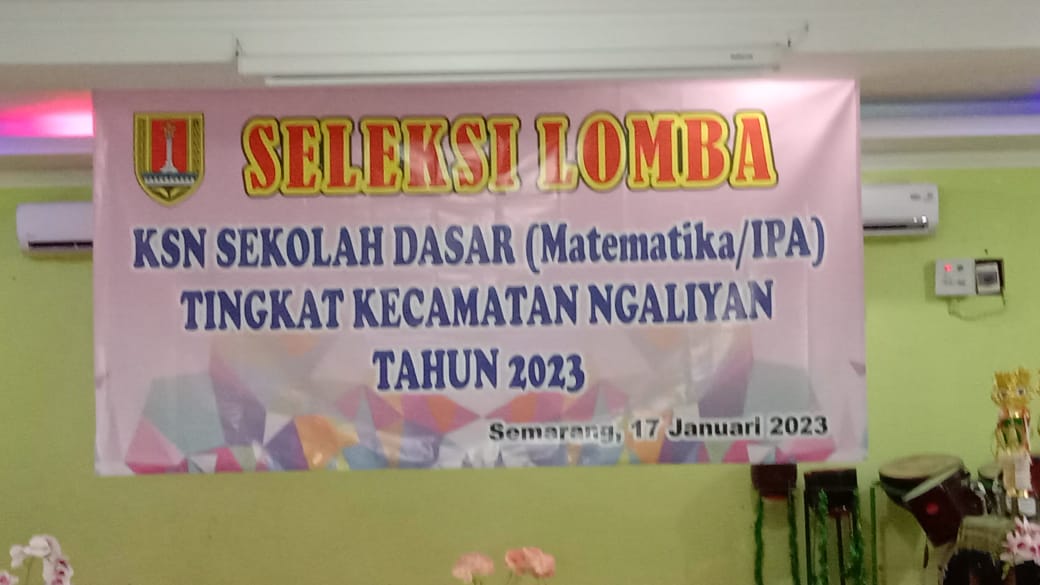 SELEKSI LOMBA
KSN SEKOLAH DASAR (Matematika/IPA)
TINGKAT KECAMATAN NGALIYAN
TAHUN 2023
Semarang, 17 Januari 2023